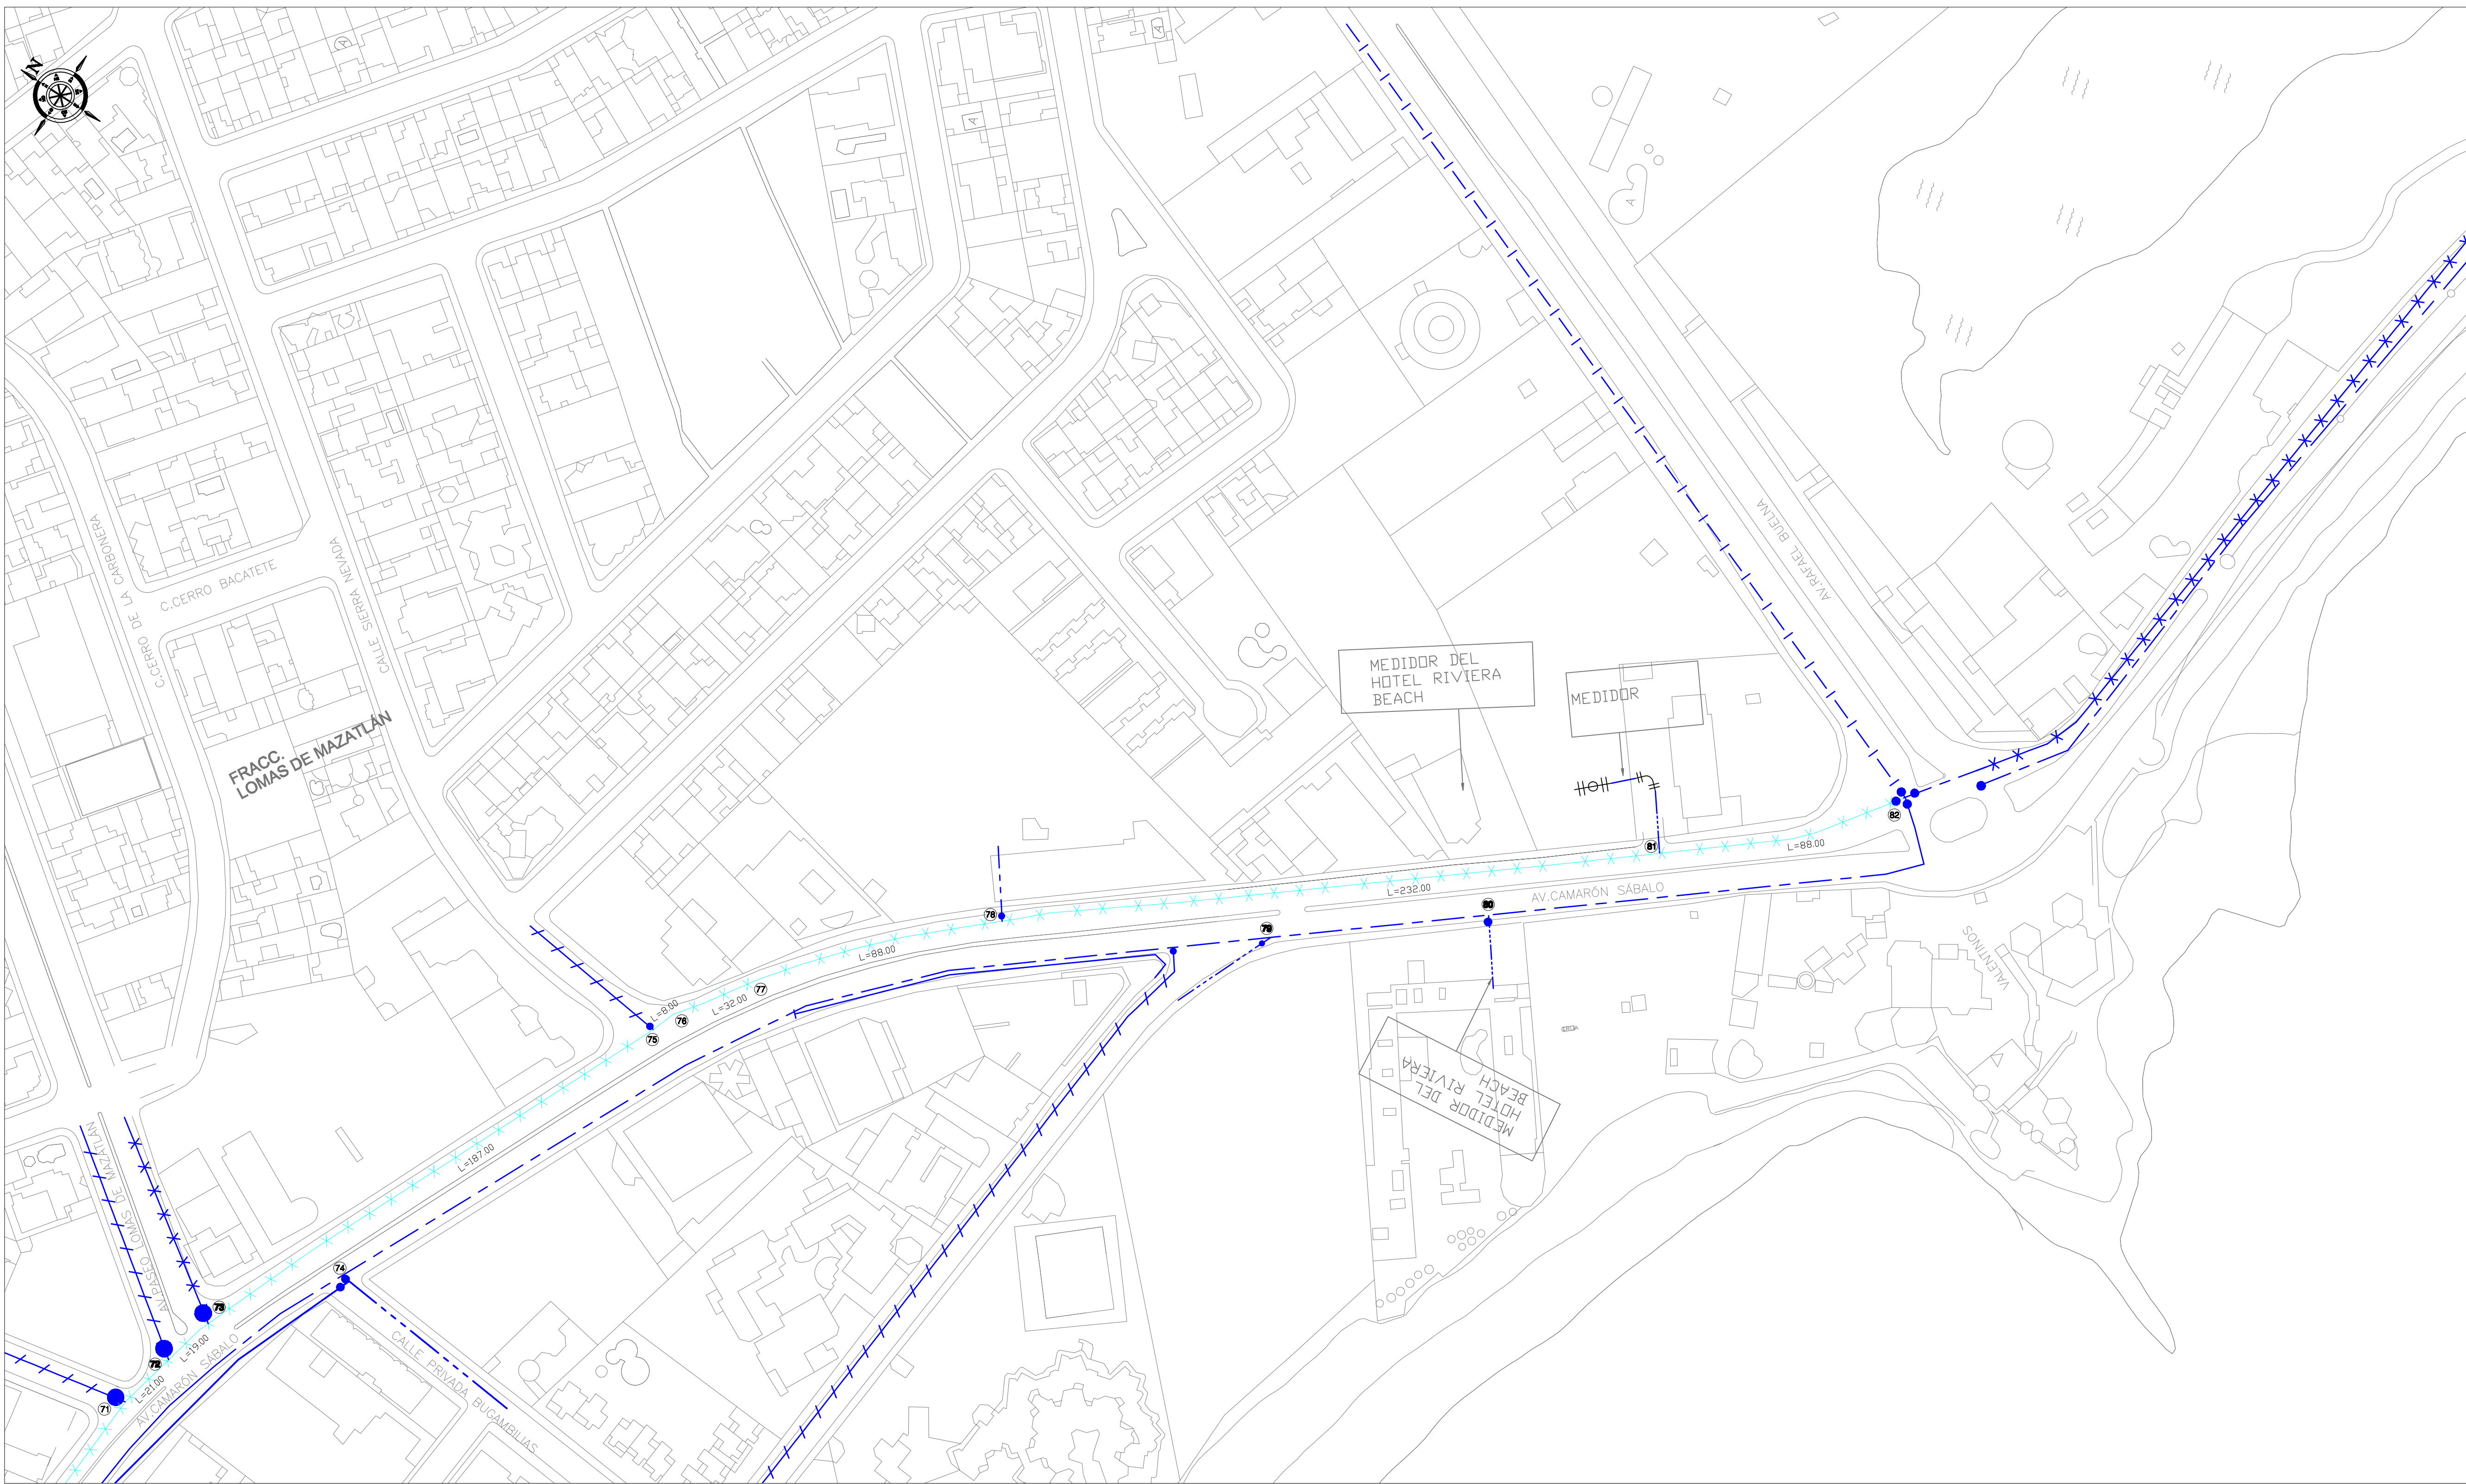 N
A
A
A
A
C.CERRO DE LA CARBONERA
C.CERRO BACATETE
CALLE SIERRA NEVADA
AV.RAFAEL BUELNA
FRACC.
LOMAS DE MAZATLÁN
MEDIDOR DEL
HOTEL RIVIERA
BEACH
MEDIDOR
82
81
L=88.00
L=232.00
AV.CAMARÓN SÁBALO
80
78
79
L=88.00
77
L=32.00
L=8.00
76
75
VALENTINOS
MEDIDOR DEL
HOTEL RIVIERA
BEACH
L=187.00
AV.PASEO LOMAS DE MAZATLÁN
74
73
72
L=19.00
L=21.00
71
AV.CAMARÓN SÁBALO
CALLE PRIVADA BUGAMBILIAS